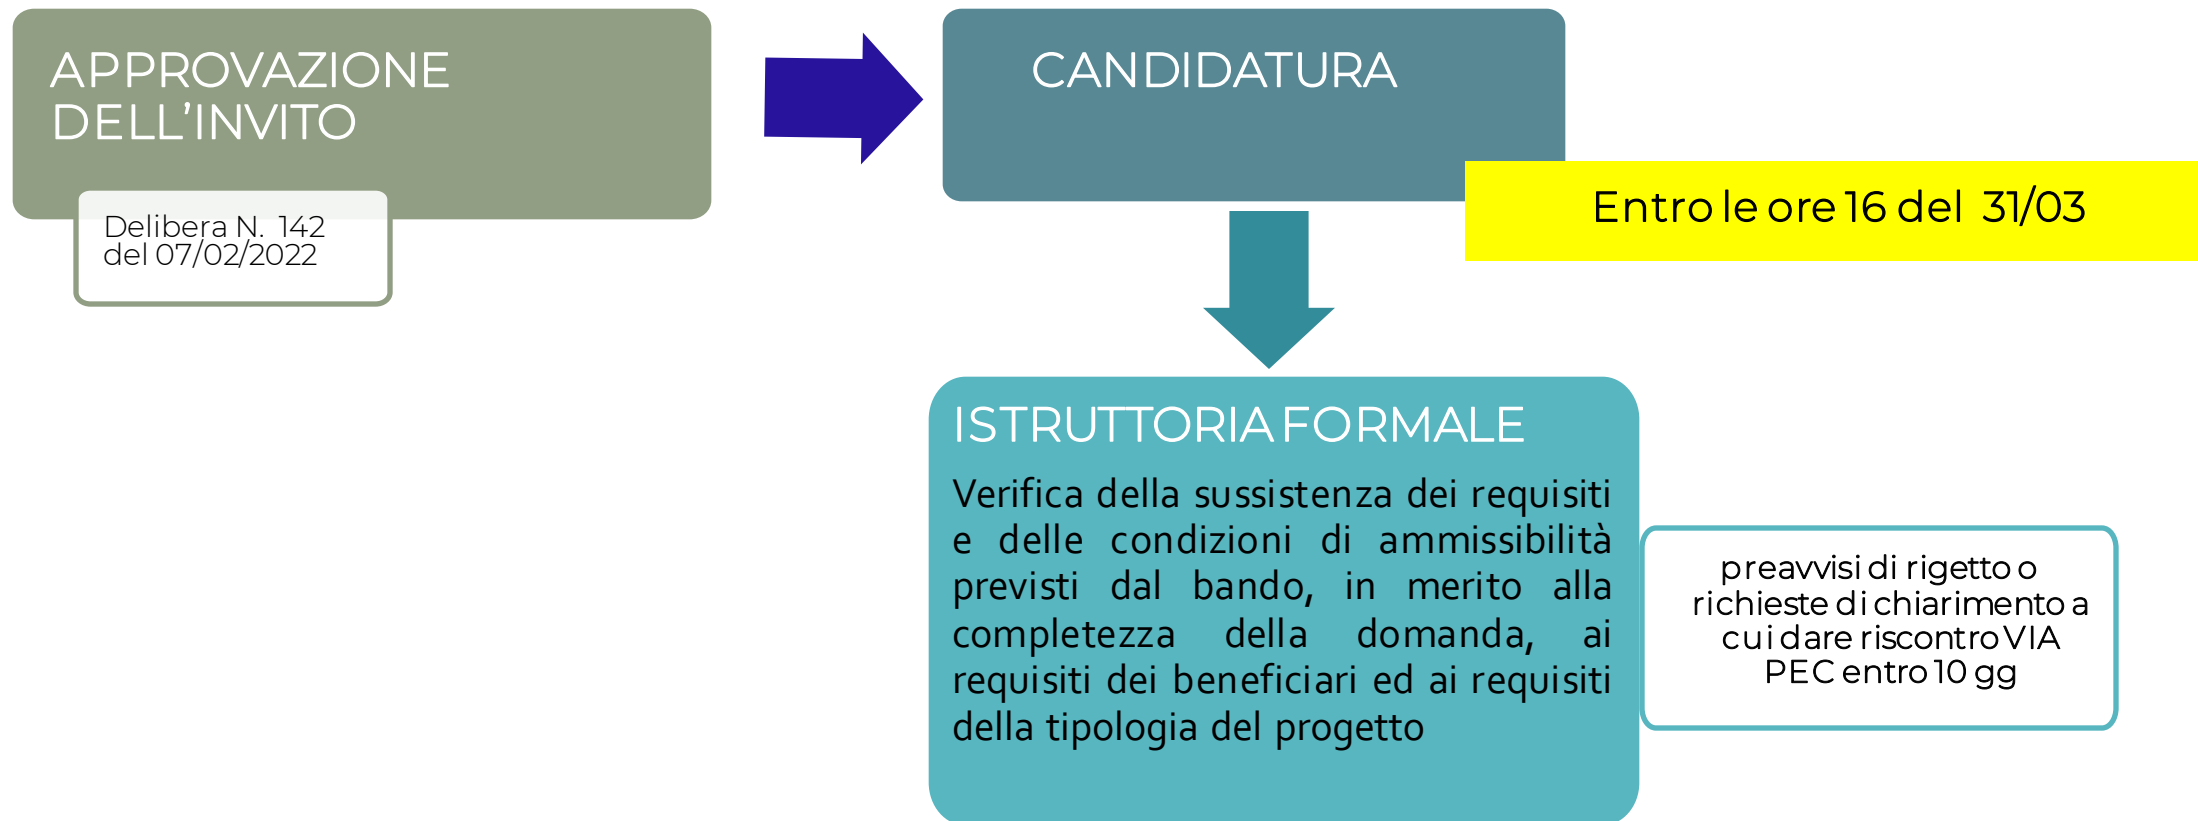 APPROVAZIONE
DELL'INVITO
Delibera N. 142
del 07/02/2022
CANDIDATURA
Entro le ore 16 del 31/03
ISTRUTTORIA FORMALE
Verifica della sussistenza dei requisiti
e delle condizioni di ammissibilità
previsti dal bando, in merito alla
completezza della domanda, ai
requisiti dei beneficiari ed ai requisiti
della tipologia del progetto
preavvisi di rigetto o
richieste di chiarimento a
cui dare riscontro VIA
PEC entro 10 gg